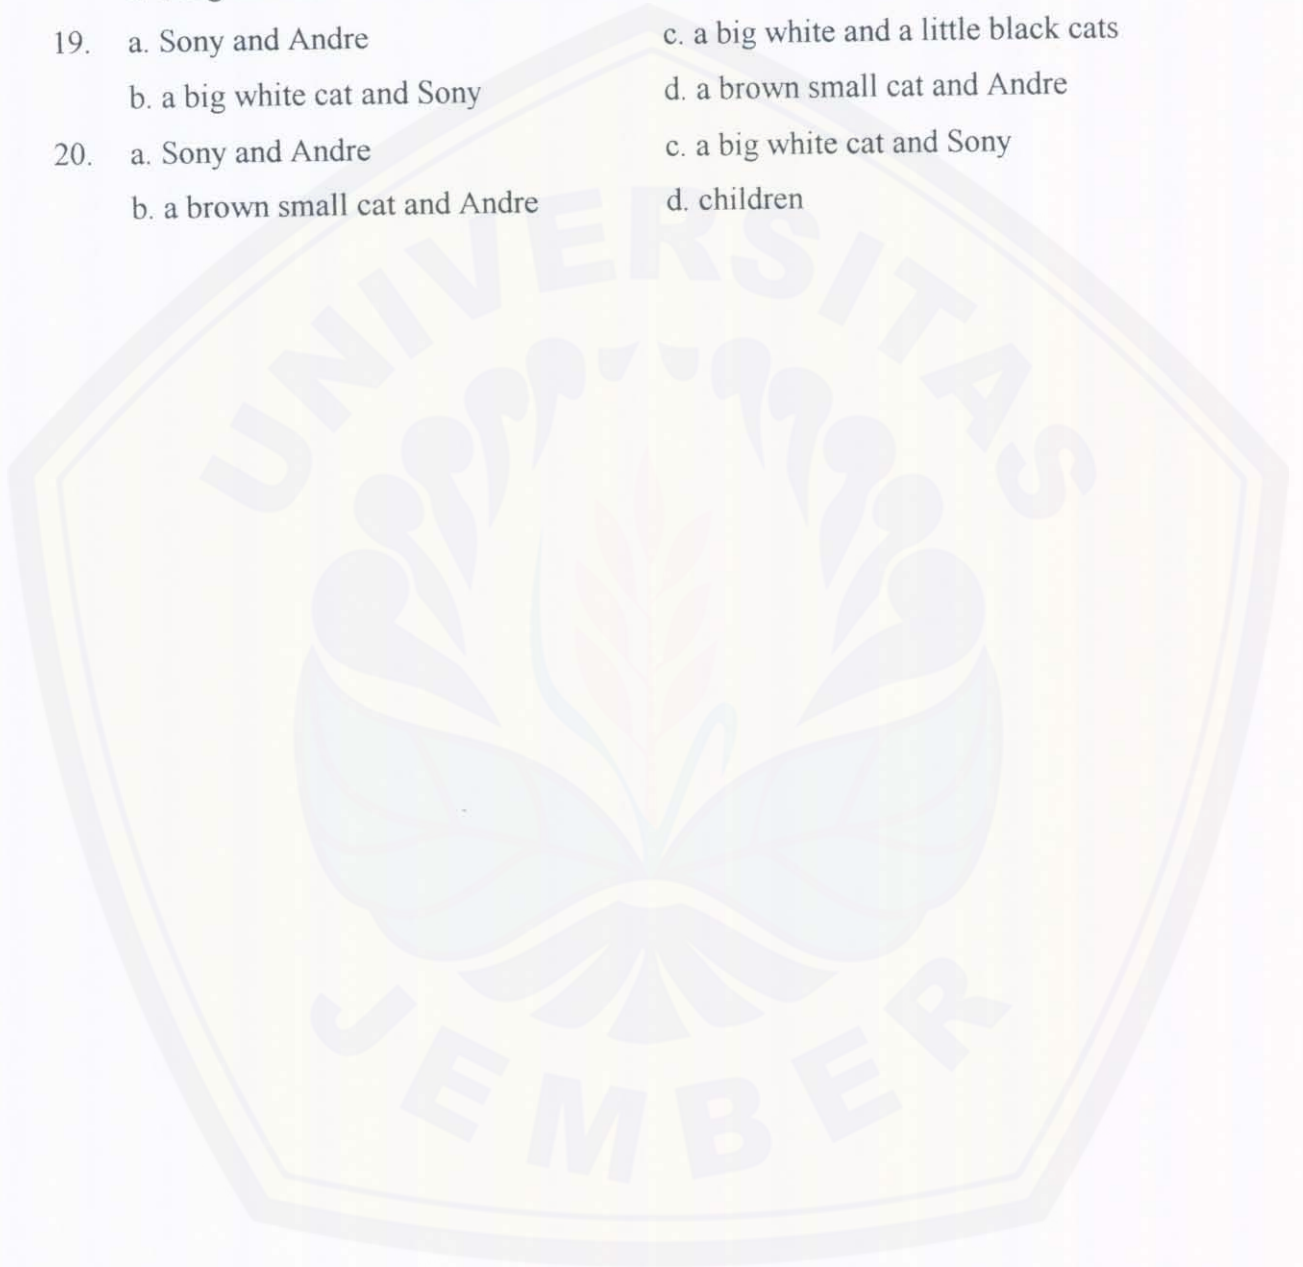 19. a. Sony and Andre c. a big white and a little black cats
b. a big white cat and Sony d. a brown small cat and Andre
20. a. Sony and Andre c. a big white cat and Sony
b. a brown small cat and Andre d. children
UNIVERSITAS
JEMBER